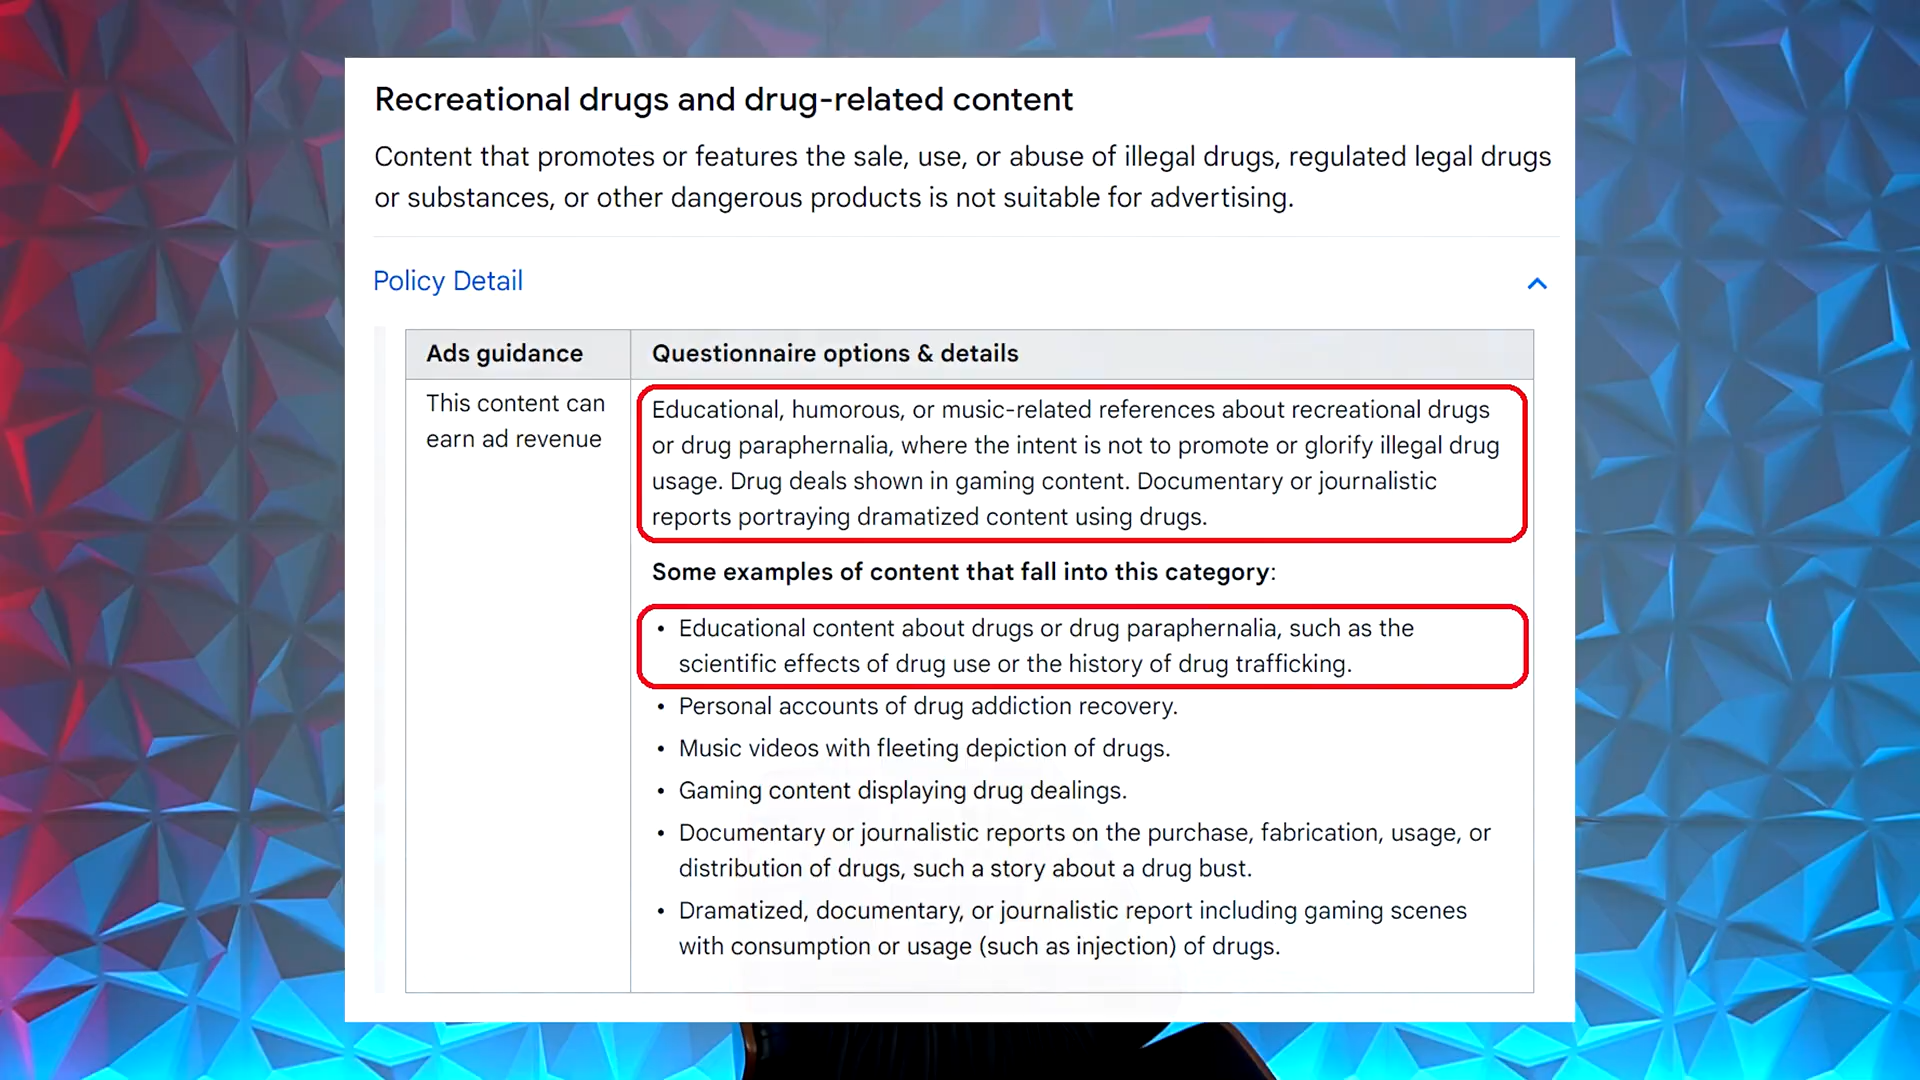 Recreational drugs and drug-related content
Content that promotes or features the sale, use, or abuse of illegal drugs, regulated legal drugs
or substances, or other dangerous products is not suitable for advertising.
Policy Detail
Ads guidance
Questionnaire options & details
This content can
earn ad revenue
Educational, humorous, or music-related references about recreational drugs
or drug paraphernalia, where the intent is not to promote or glorify illegal drug
usage. Drug deals shown in gaming content. Documentary or journalistic
reports portraying dramatized content using drugs.
Some examples of content that fall into this category:
• Educational content about drugs or drug paraphernalia, such as the
scientific effects of drug use or the history of drug trafficking.
• Personal accounts of drug addiction recovery.
• Music videos with fleeting depiction of drugs.
• Gaming content displaying drug dealings.
• Documentary or journalistic reports on the purchase, fabrication, usage, or
distribution of drugs, such a story about a drug bust.
• Dramatized, documentary, or journalistic report including gaming scenes
with consumption or usage (such as injection) of drugs.